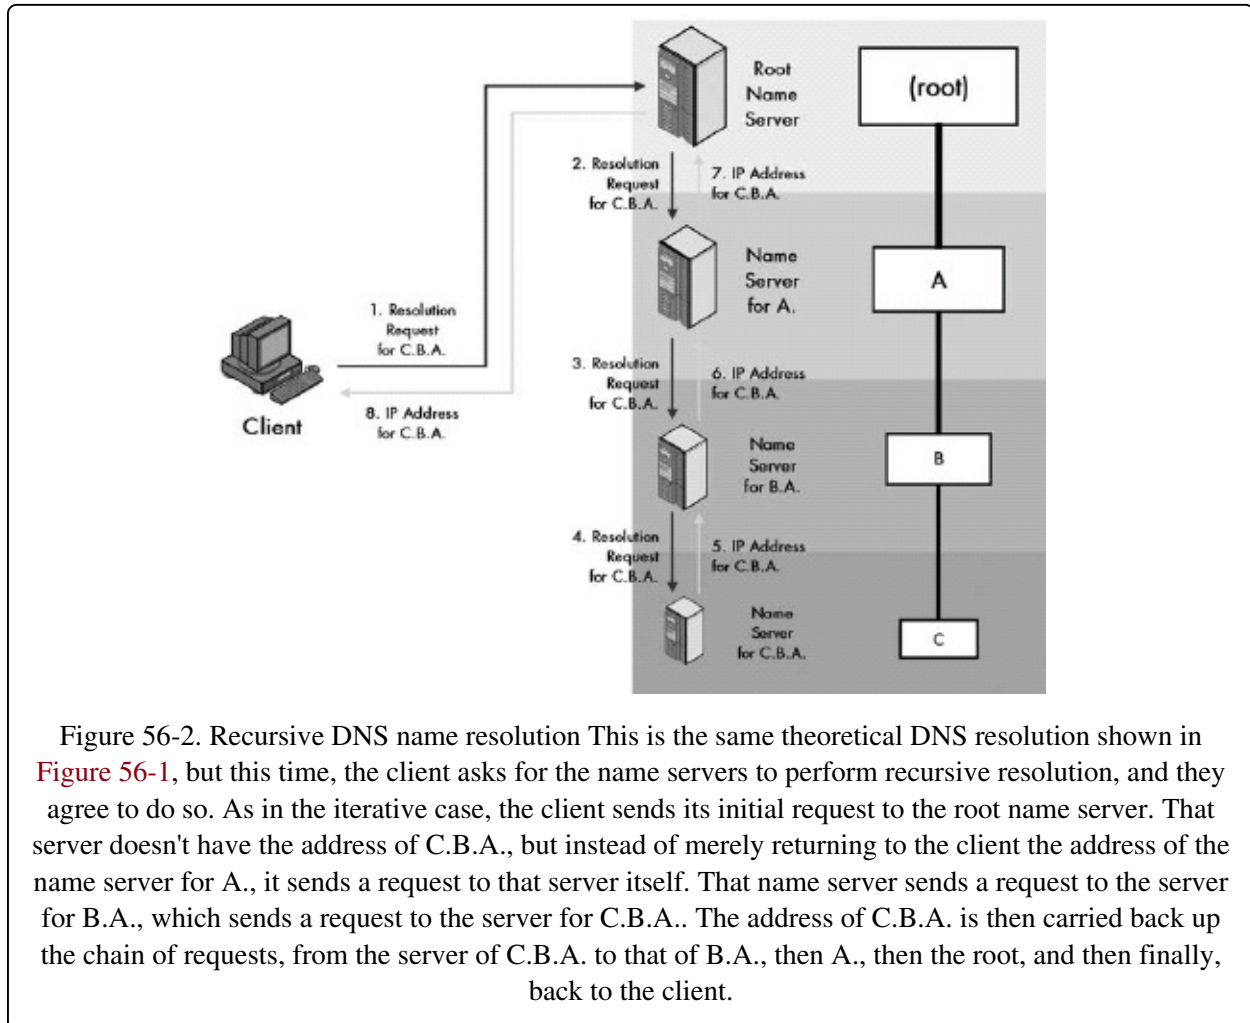 Root
Name
Server
(root)
2. Resolution
Request
for C.B.A.
7. IP Address
for C.B.A.
Name
Server
for A.
A
1. Resolution
Request
for C.B.A.
Client
8. IP Address
for C.B.A.
3. Resolution
Request
for C.B.A.
6. IP Address
for C.B.A.
Name
Server
for B.A.
B
4. Resolution
Request
for C.B.A.
5. IP Address
for C.B.A.
Name
Server
for C.B.A.
C
Figure 56-2. Recursive DNS name resolution This is the same theoretical DNS resolution shown in
Figure 56-1, but this time, the client asks for the name servers to perform recursive resolution, and they
agree to do so. As in the iterative case, the client sends its initial request to the root name server. That
server doesn't have the address of C.B.A., but instead of merely returning to the client the address of the
name server for A., it sends a request to that server itself. That name server sends a request to the server
for B.A., which sends a request to the server for C.B.A.. The address of C.B.A. is then carried back up
the chain of requests, from the server of C.B.A. to that of B.A., then A., then the root, and then finally,
back to the client.